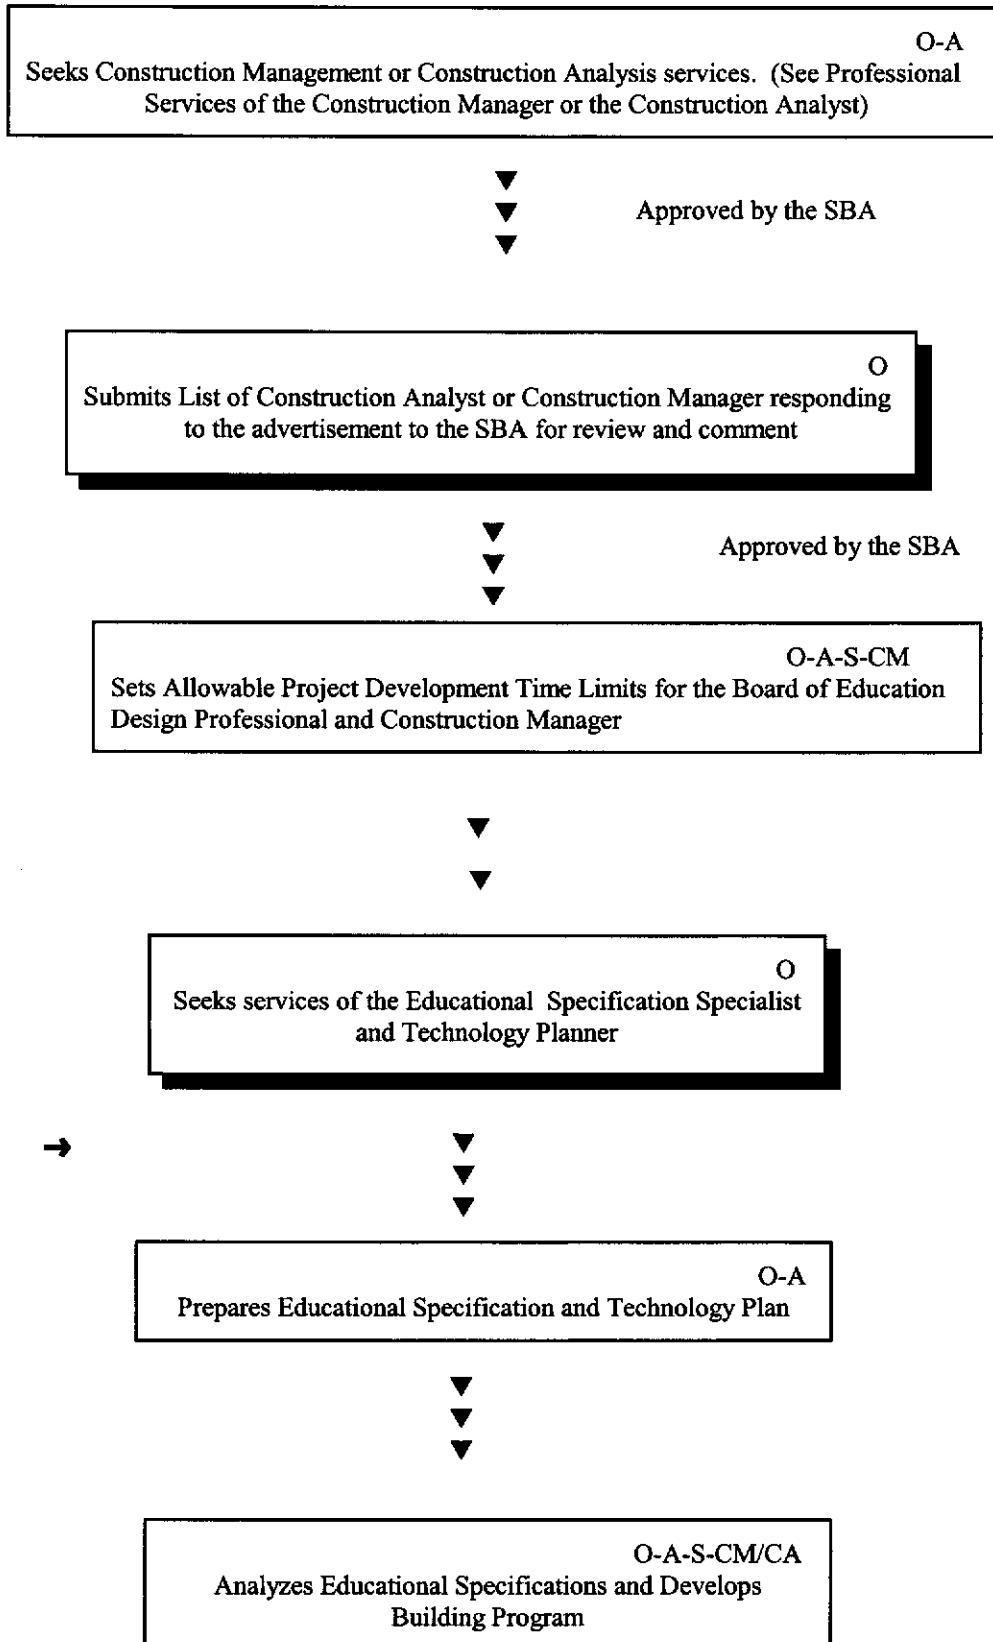 O-A
Seeks Construction Management or Construction Analysis services. (See Professional
Services of the Construction Manager or the Construction Analyst)
Approved by the SBA
O
Submits List of Construction Analyst or Construction Manager responding
to the advertisement to the SBA for review and comment
Approved by the SBA
O-A-S-CM
Sets Allowable Project Development Time Limits for the Board of Education
Design Professional and Construction Manager
O
Seeks services of the Educational Specification Specialist
and Technology Planner
O-A
Prepares Educational Specification and Technology Plan
O-A-S-CM/CA
Analyzes Educational Specifications and Develops
Building Program